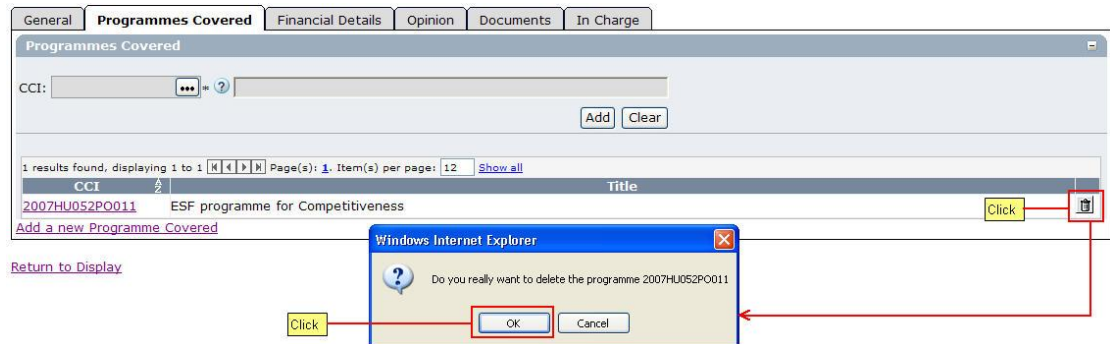 General Programmes Covered Financial Details Opinion Documents In Charge
Programmes Covered
CCI: ... * ?
Add Clear
1 results found, displaying 1 to 1 Page(s): 1. Item(s) per page: 12 Show all
CCI AZ Title
2007HU052PO011 ESF programme for Competitiveness Click
Add a new Programme Covered
Windows Internet Explorer
Return to Display
Do you really want to delete the programme 2007HU052PO011
Click OK Cancel